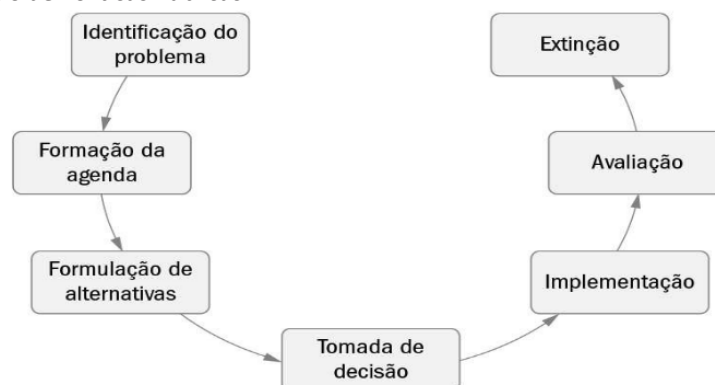 Identificação do
problema
Formação da
agenda
Formulação de
alternativas
Tomada de
decisão
Implementação
Avaliação
Extinção